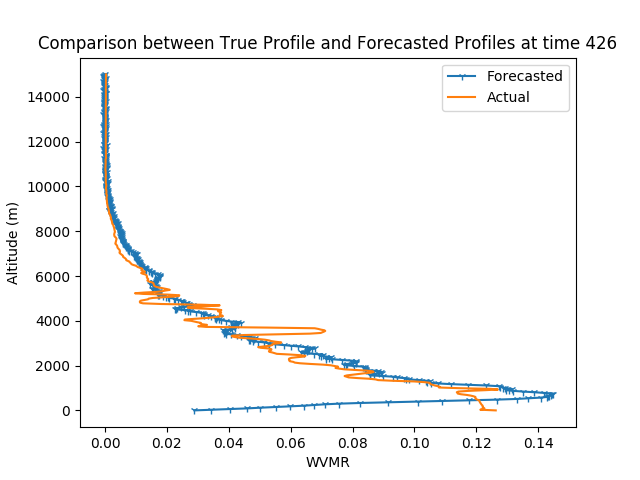 Comparison between True Profile and Forecasted Profiles at time 426
Forecasted
Actual
14000
12000
10000
8000
6000
4000
2000
0
Altitude (m)
0.00 0.02 0.04 0.06 0.08 0.10 0.12 0.14
WVMR